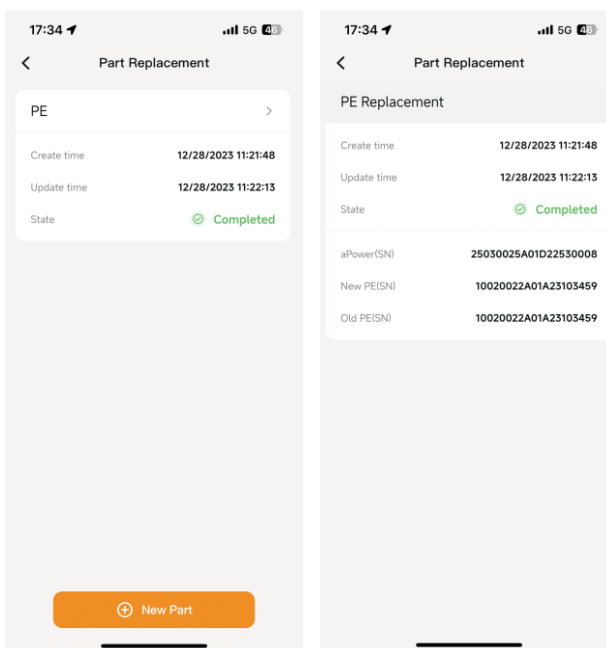 17:34 5G 46
Part Replacement
PE
Create time 12/28/2023 11:21:48
Update time 12/28/2023 11:22:13
State Completed
New Part
17:34 5G 46
Part Replacement
PE Replacement
Create time 12/28/2023 11:21:48
Update time 12/28/2023 11:22:13
State Completed
aPower(SN) 25030025A01D22530008
New PE(SN) 10020022A01A23103459
Old PE(SN) 10020022A01A23103459